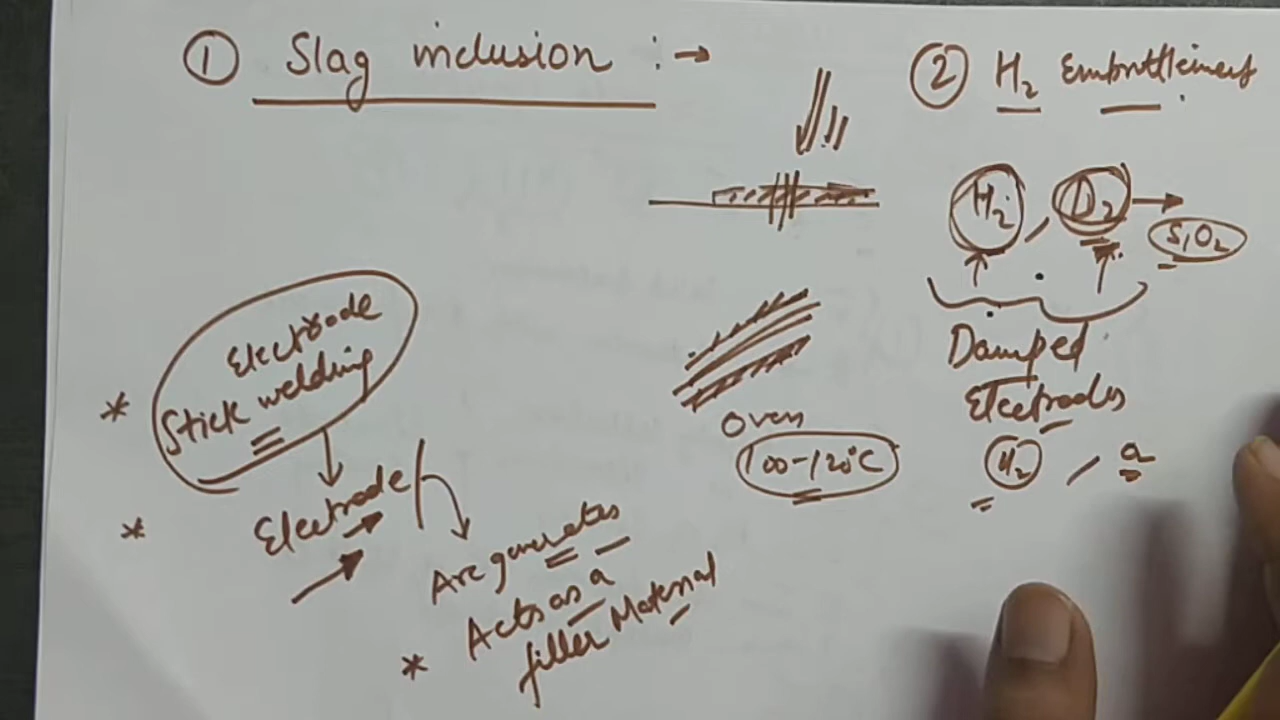 ① Slag inclusion :→
② H₂ Embrittlement
H₂ / D₂ →
SiO₂
Electrode
Stick welding
Damped
Electrodes
Oven
100-120°C
H₂ /
* Electrode
Arc generates
Acts as a
* filler Material